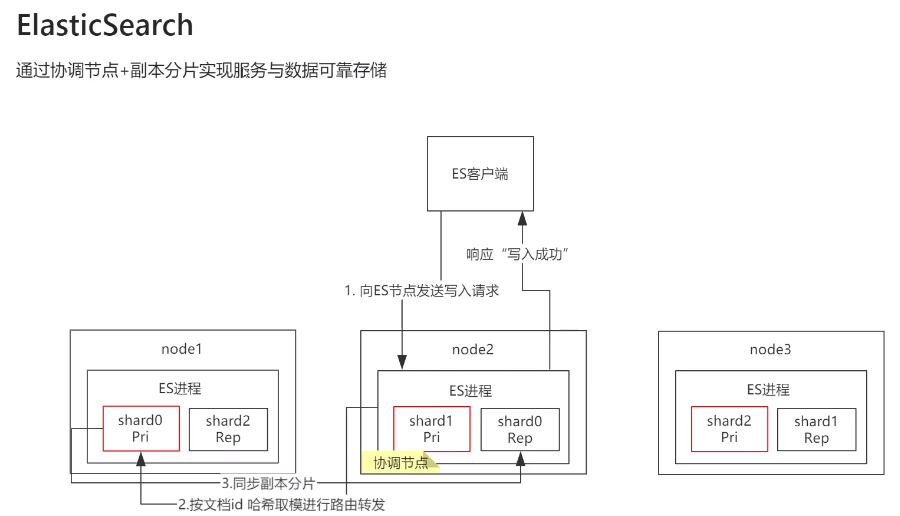 ElasticSearch
通过协调节点+副本分片实现服务与数据可靠存储
ES客户端
响应“写入成功”
1. 向ES节点发送写入请求
node1
ES进程
shard0
Pri
shard2
Rep
node2
ES进程
shard1
Pri
shard0
Rep
协调节点
node3
ES进程
shard2
Pri
shard1
Rep
3.同步副本分片
2.按文档id 哈希取模进行路由转发